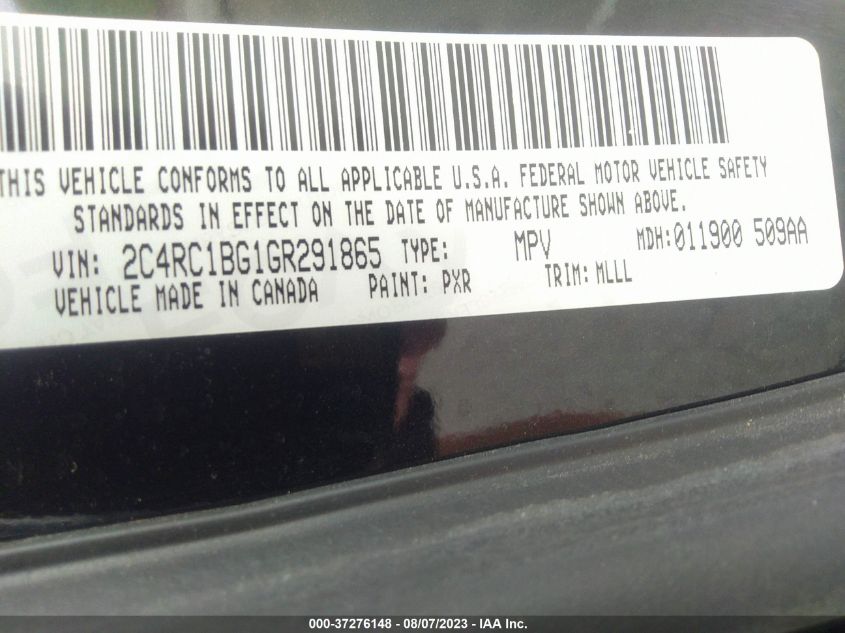 THIS VEHICLE CONFORMS TO ALL APPLICABLE U.S.A. FEDERAL MOTOR VEHICLE SAFETY
STANDARDS IN EFFECT ON THE DATE OF MANUFACTURE SHOWN ABOVE.
VIN: 2C4RC1BG1GR291865 TYPE: MPV MDH:011900 509AA
VEHICLE MADE IN CANADA PAINT: PXR TRIM: MLLL
000-37276148 - 08/07/2023 - IAA Inc.